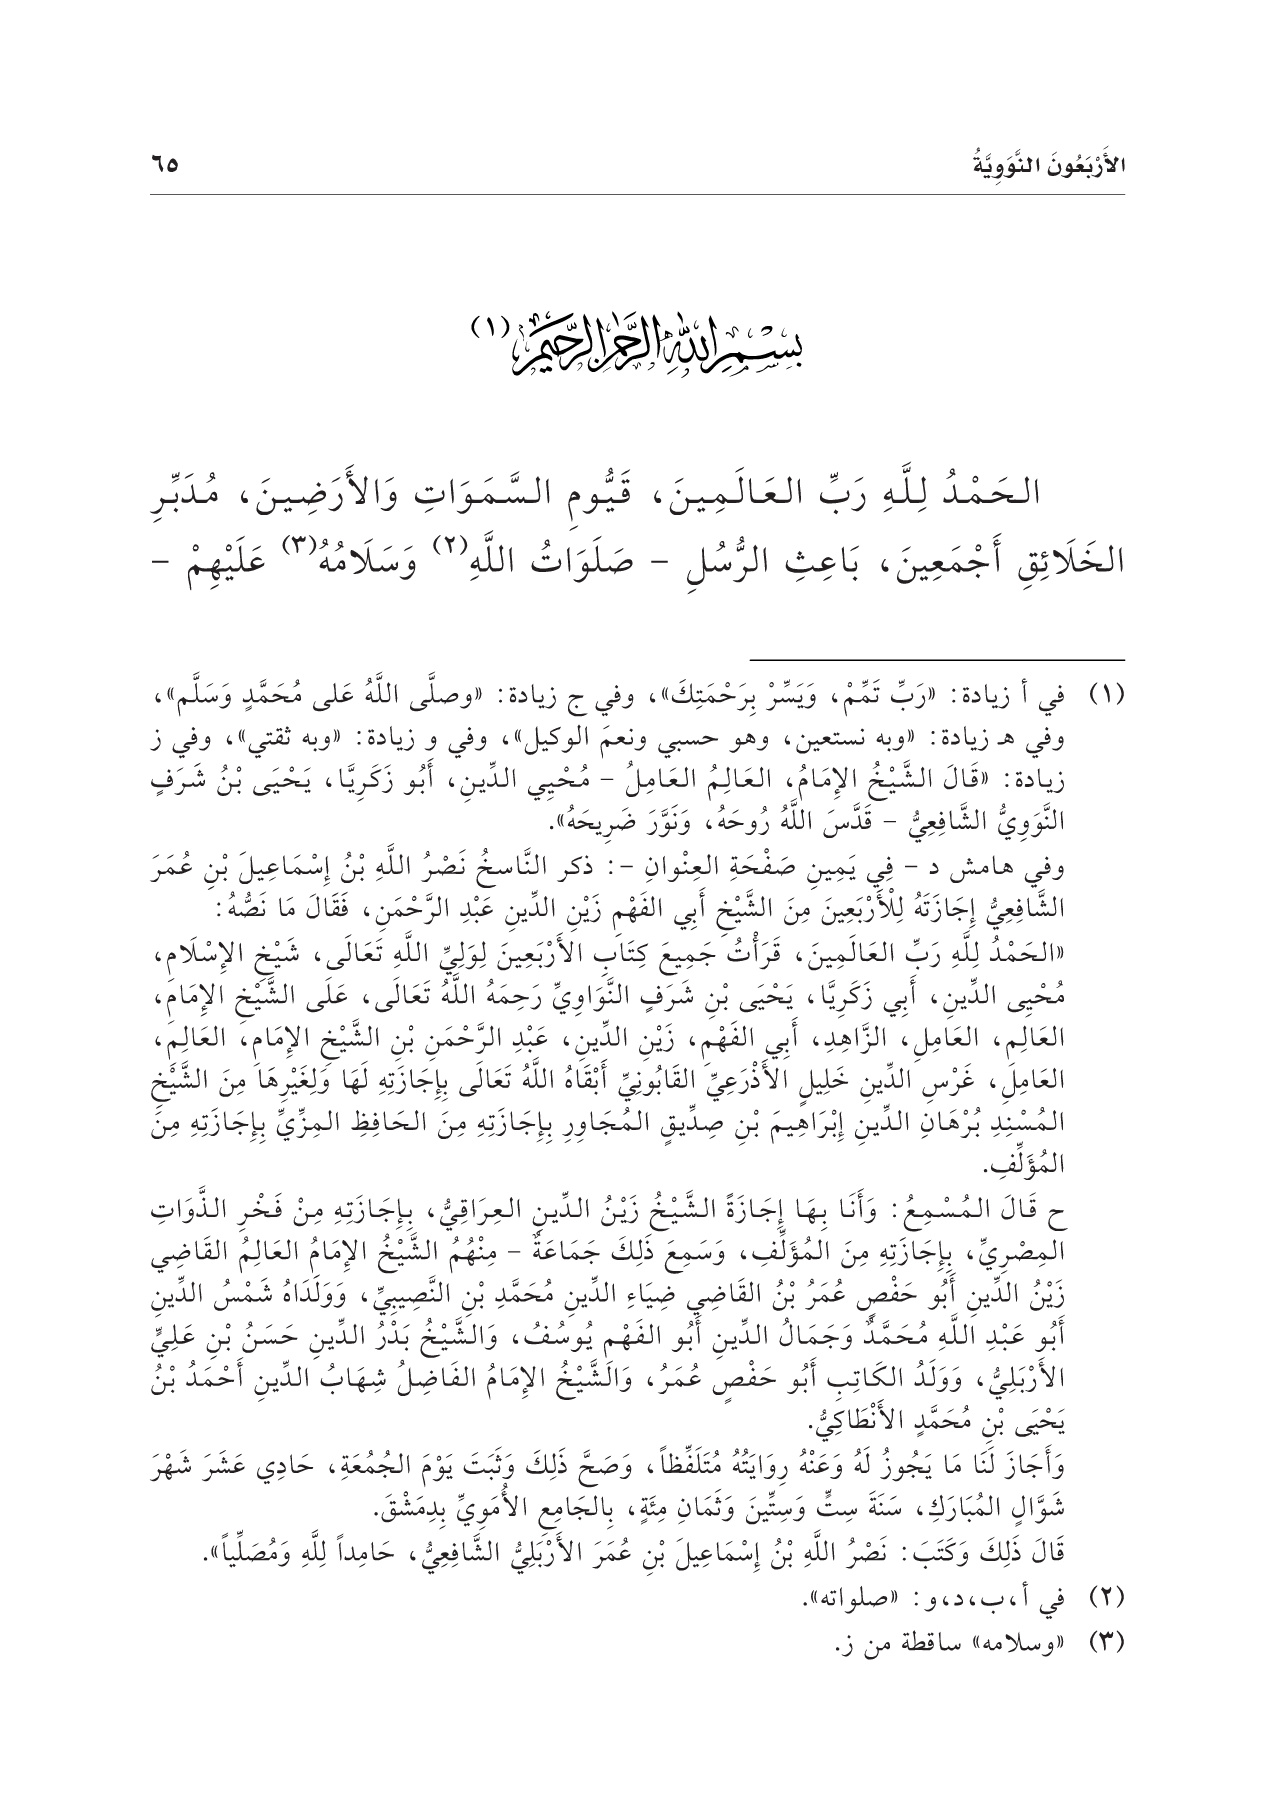 الأَرْبَعُونَ النَّوَوِيَّةُ ٦٥
بِسْمِ اللَّهِ الرَّحْمَٰنِ الرَّحِيمِ (١)
الحَمْدُ لِلَّهِ رَبِّ العَالَمِينَ، قَيُّومِ السَّمَوَاتِ وَالأَرَضِينَ، مُدَبِّرِ
الخَلَائِقِ أَجْمَعِينَ، بَاعِثِ الرُّسُلِ – صَلَوَاتُ اللَّهِ(٢) وَسَلَامُهُ(٣) عَلَيْهِمْ –
(١) في أ زيادة: «رَبِّ تَمِّمْ، وَيَسِّرْ بِرَحْمَتِكَ»، وفي ج زيادة: «وصلَّى اللَّهُ عَلى مُحَمَّدٍ وَسَلَّم»،
وفي هـ زيادة: «وبه نستعين، وهو حسبي ونعمَ الوكيل»، وفي و زيادة: «وبه ثقتي»، وفي ز
زيادة: «قَالَ الشَّيْخُ الإِمَامُ، العَالِمُ العَامِلُ – مُحْيِي الدِّينِ، أَبُو زَكَرِيَّا، يَحْيَى بْنُ شَرَفٍ
النَّوَوِيُّ الشَّافِعِيُّ – قَدَّسَ اللَّهُ رُوحَهُ، وَنَوَّرَ ضَرِيحَهُ».
وفي هامش د – فِي يَمِينِ صَفْحَةِ العِنْوانِ –: ذكر النَّاسخُ نَصْرُ اللَّهِ بْنُ إِسْمَاعِيلَ بْنِ عُمَرَ
الشَّافِعِيُّ إِجَازَتَهُ لِلْأَرْبَعِينَ مِنَ الشَّيْخِ أَبِي الفَهْمِ زَيْنِ الدِّينِ عَبْدِ الرَّحْمَنِ، فَقَالَ مَا نَصُّهُ:
«الحَمْدُ لِلَّهِ رَبِّ العَالَمِينَ، قَرَأْتُ جَمِيعَ كِتَابِ الأَرْبَعِينَ لِوَلِيِّ اللَّهِ تَعَالَى، شَيْخِ الإِسْلَامِ،
مُحْيِي الدِّينِ، أَبِي زَكَرِيَّا، يَحْيَى بْنِ شَرَفٍ النَّوَاوِيِّ رَحِمَهُ اللَّهُ تَعَالَى، عَلَى الشَّيْخِ الإِمَامِ،
العَالِمِ، العَامِلِ، الزَّاهِدِ، أَبِي الفَهْمِ، زَيْنِ الدِّينِ، عَبْدِ الرَّحْمَنِ بْنِ الشَّيْخِ الإِمَامِ، العَالِمِ،
العَامِلِ، غَرْسِ الدِّينِ خَلِيلٍ الأَذْرَعِيِّ القَابُونِيِّ أَبْقَاهُ اللَّهُ تَعَالَى بِإِجَازَتِهِ لَهَا وَلِغَيْرِهَا مِنَ الشَّيْخِ
المُسْنِدِ بُرْهَانِ الدِّينِ إِبْرَاهِيمَ بْنِ صِدِّيقٍ المُجَاوِرِ بِإِجَازَتِهِ مِنَ الحَافِظِ المِزِّيِّ بِإِجَازَتِهِ مِنَ
المُؤَلِّفِ.
ح قَالَ المُسْمِعُ: وَأَنَا بِهَا إِجَازَةً الشَّيْخُ زَيْنُ الدِّينِ العِرَاقِيُّ، بِإِجَازَتِهِ مِنْ فَخْرِ الذَّوَاتِ
المِصْرِيِّ، بِإِجَازَتِهِ مِنَ المُؤَلِّفِ، وَسَمِعَ ذَلِكَ جَمَاعَةٌ – مِنْهُمُ الشَّيْخُ الإِمَامُ العَالِمُ القَاضِي
زَيْنُ الدِّينِ أَبُو حَفْصٍ عُمَرُ بْنُ القَاضِي ضِيَاءِ الدِّينِ مُحَمَّدِ بْنِ النَّصِيبِيِّ، وَوَلَدَاهُ شَمْسُ الدِّينِ
أَبُو عَبْدِ اللَّهِ مُحَمَّدٌ وَجَمَالُ الدِّينِ أَبُو الفَهْمِ يُوسُفُ، وَالشَّيْخُ بَدْرُ الدِّينِ حَسَنُ بْنِ عَلِيٍّ
الأَرْبَلِيُّ، وَوَلَدُ الكَاتِبِ أَبُو حَفْصٍ عُمَرُ، وَالشَّيْخُ الإِمَامُ الفَاضِلُ شِهَابُ الدِّينِ أَحْمَدُ بْنُ
يَحْيَى بْنِ مُحَمَّدٍ الأَنْطَاكِيُّ.
وَأَجَازَ لَنَا مَا يَجُوزُ لَهُ وَعَنْهُ رِوَايَتُهُ مُتَلَفِّظاً، وَصَحَّ ذَلِكَ وَثَبَتَ يَوْمَ الجُمُعَةِ، حَادِي عَشَرَ شَهْرَ
شَوَّالٍ المُبَارَكِ، سَنَةَ سِتٍّ وَسِتِّينَ وَثَمَانِ مِئَةٍ، بِالجَامِعِ الأُمَوِيِّ بِدِمَشْقَ.
قَالَ ذَلِكَ وَكَتَبَ: نَصْرُ اللَّهِ بْنُ إِسْمَاعِيلَ بْنِ عُمَرَ الأَرْبَلِيُّ الشَّافِعِيُّ، حَامِداً لِلَّهِ وَمُصَلِّياً».
(٢) في أ،ب،د،و: «صلواته».
(٣) «وسلامه» ساقطة من ز.